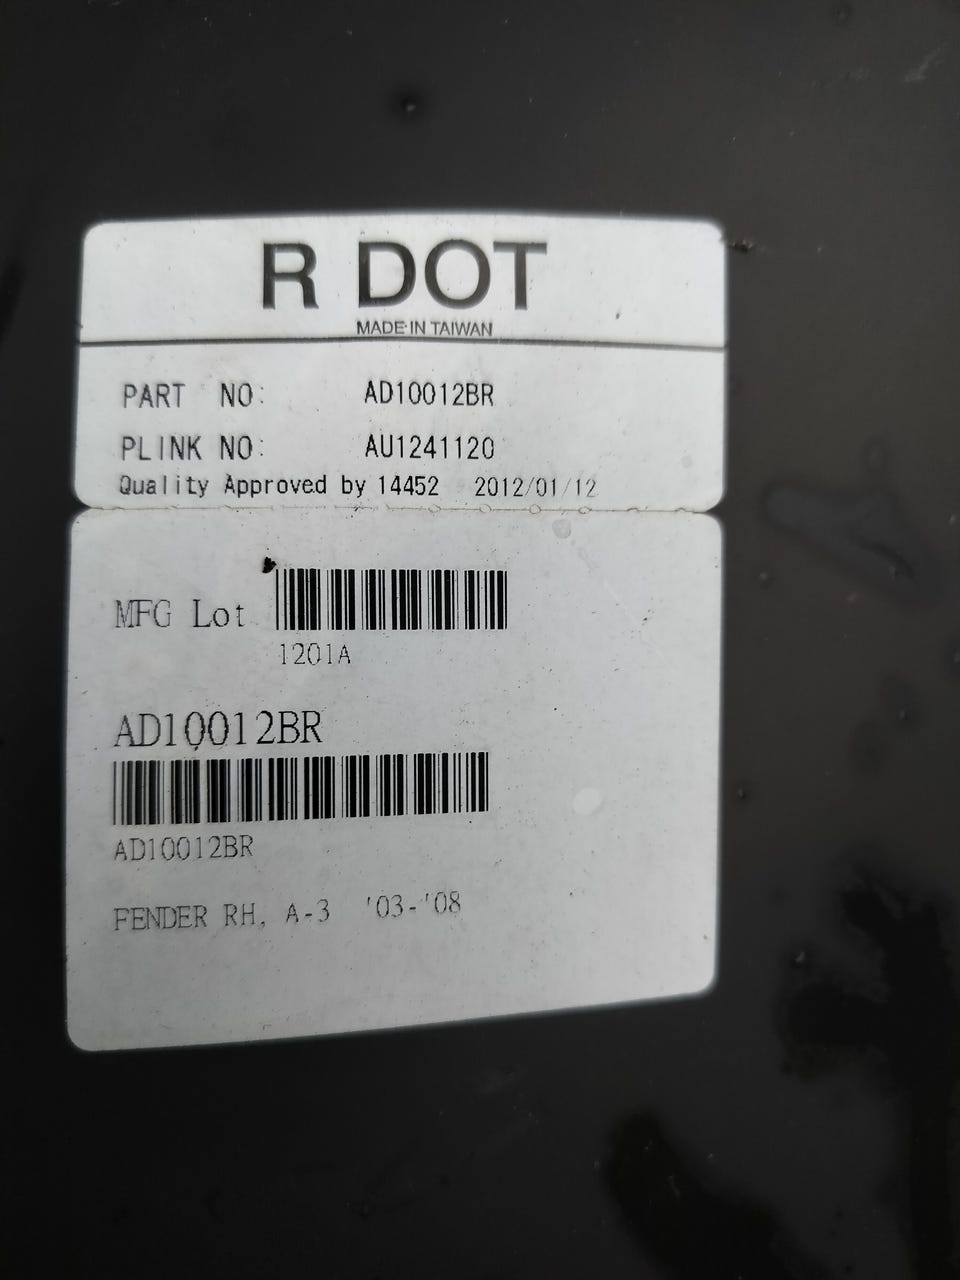 R DOT
MADE IN TAIWAN
PART NO: AD10012BR
PLINK NO: AU1241120
Quality Approved by 14452 2012/01/12
MFG Lot
1201A
AD10012BR
AD10012BR
FENDER RH, A-3 '03-'08